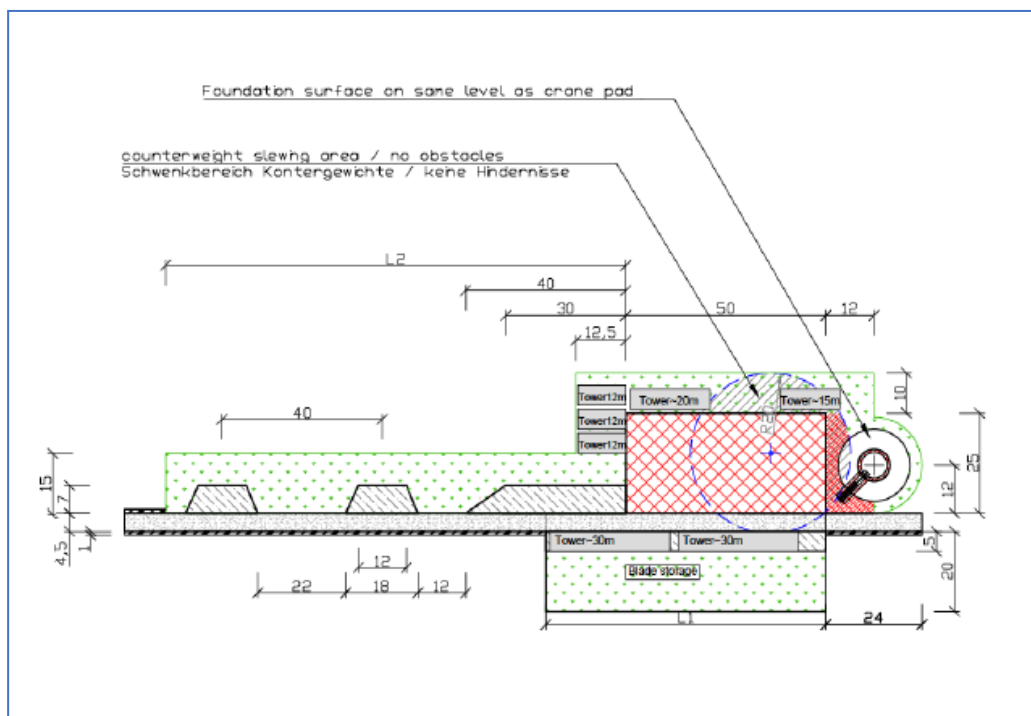 Foundation surface on same level as crane pad
counterweight slewing area / no obstacles
Schwenkbereich Kontergewichte / keine Hindernisse
L2
40
30
50
12
12,5
Tower12m
Tower~20m
Tower~15m
10
Tower12m
Tower12m
40
15
7
25
12
4,5
1
Tower~30m
Tower~30m
5
20
Blade storage
12
22
18
12
L1
24